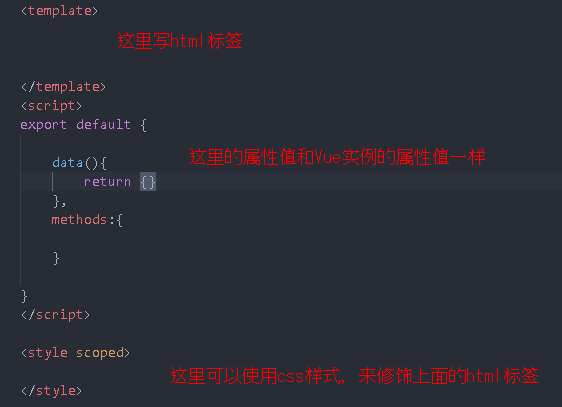 <template>
这里写html标签
</template>
<script>
export default {
data(){ 这里的属性值和Vue实例的属性值一样
return {}
},
methods:{
}
}
</script>
<style scoped>
这里可以使用css样式，来修饰上面的html标签
</style>